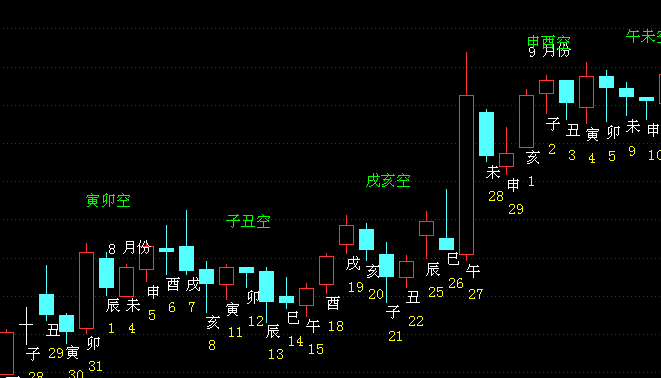 申酉空
午未空
9 月份
戌亥空
寅卯空
子丑空
8 月份
子
28
丑
29
寅
30
卯
31
辰
1
未
4
申
5
酉
6
戌
7
亥
8
寅
11
卯
12
辰
13
巳
14
午
15
酉
18
戌
19
亥
20
子
21
丑
22
辰
25
巳
26
午
27
未
28
申
29
亥
1
子
2
丑
3
寅
4
卯
5
未
9
申
10